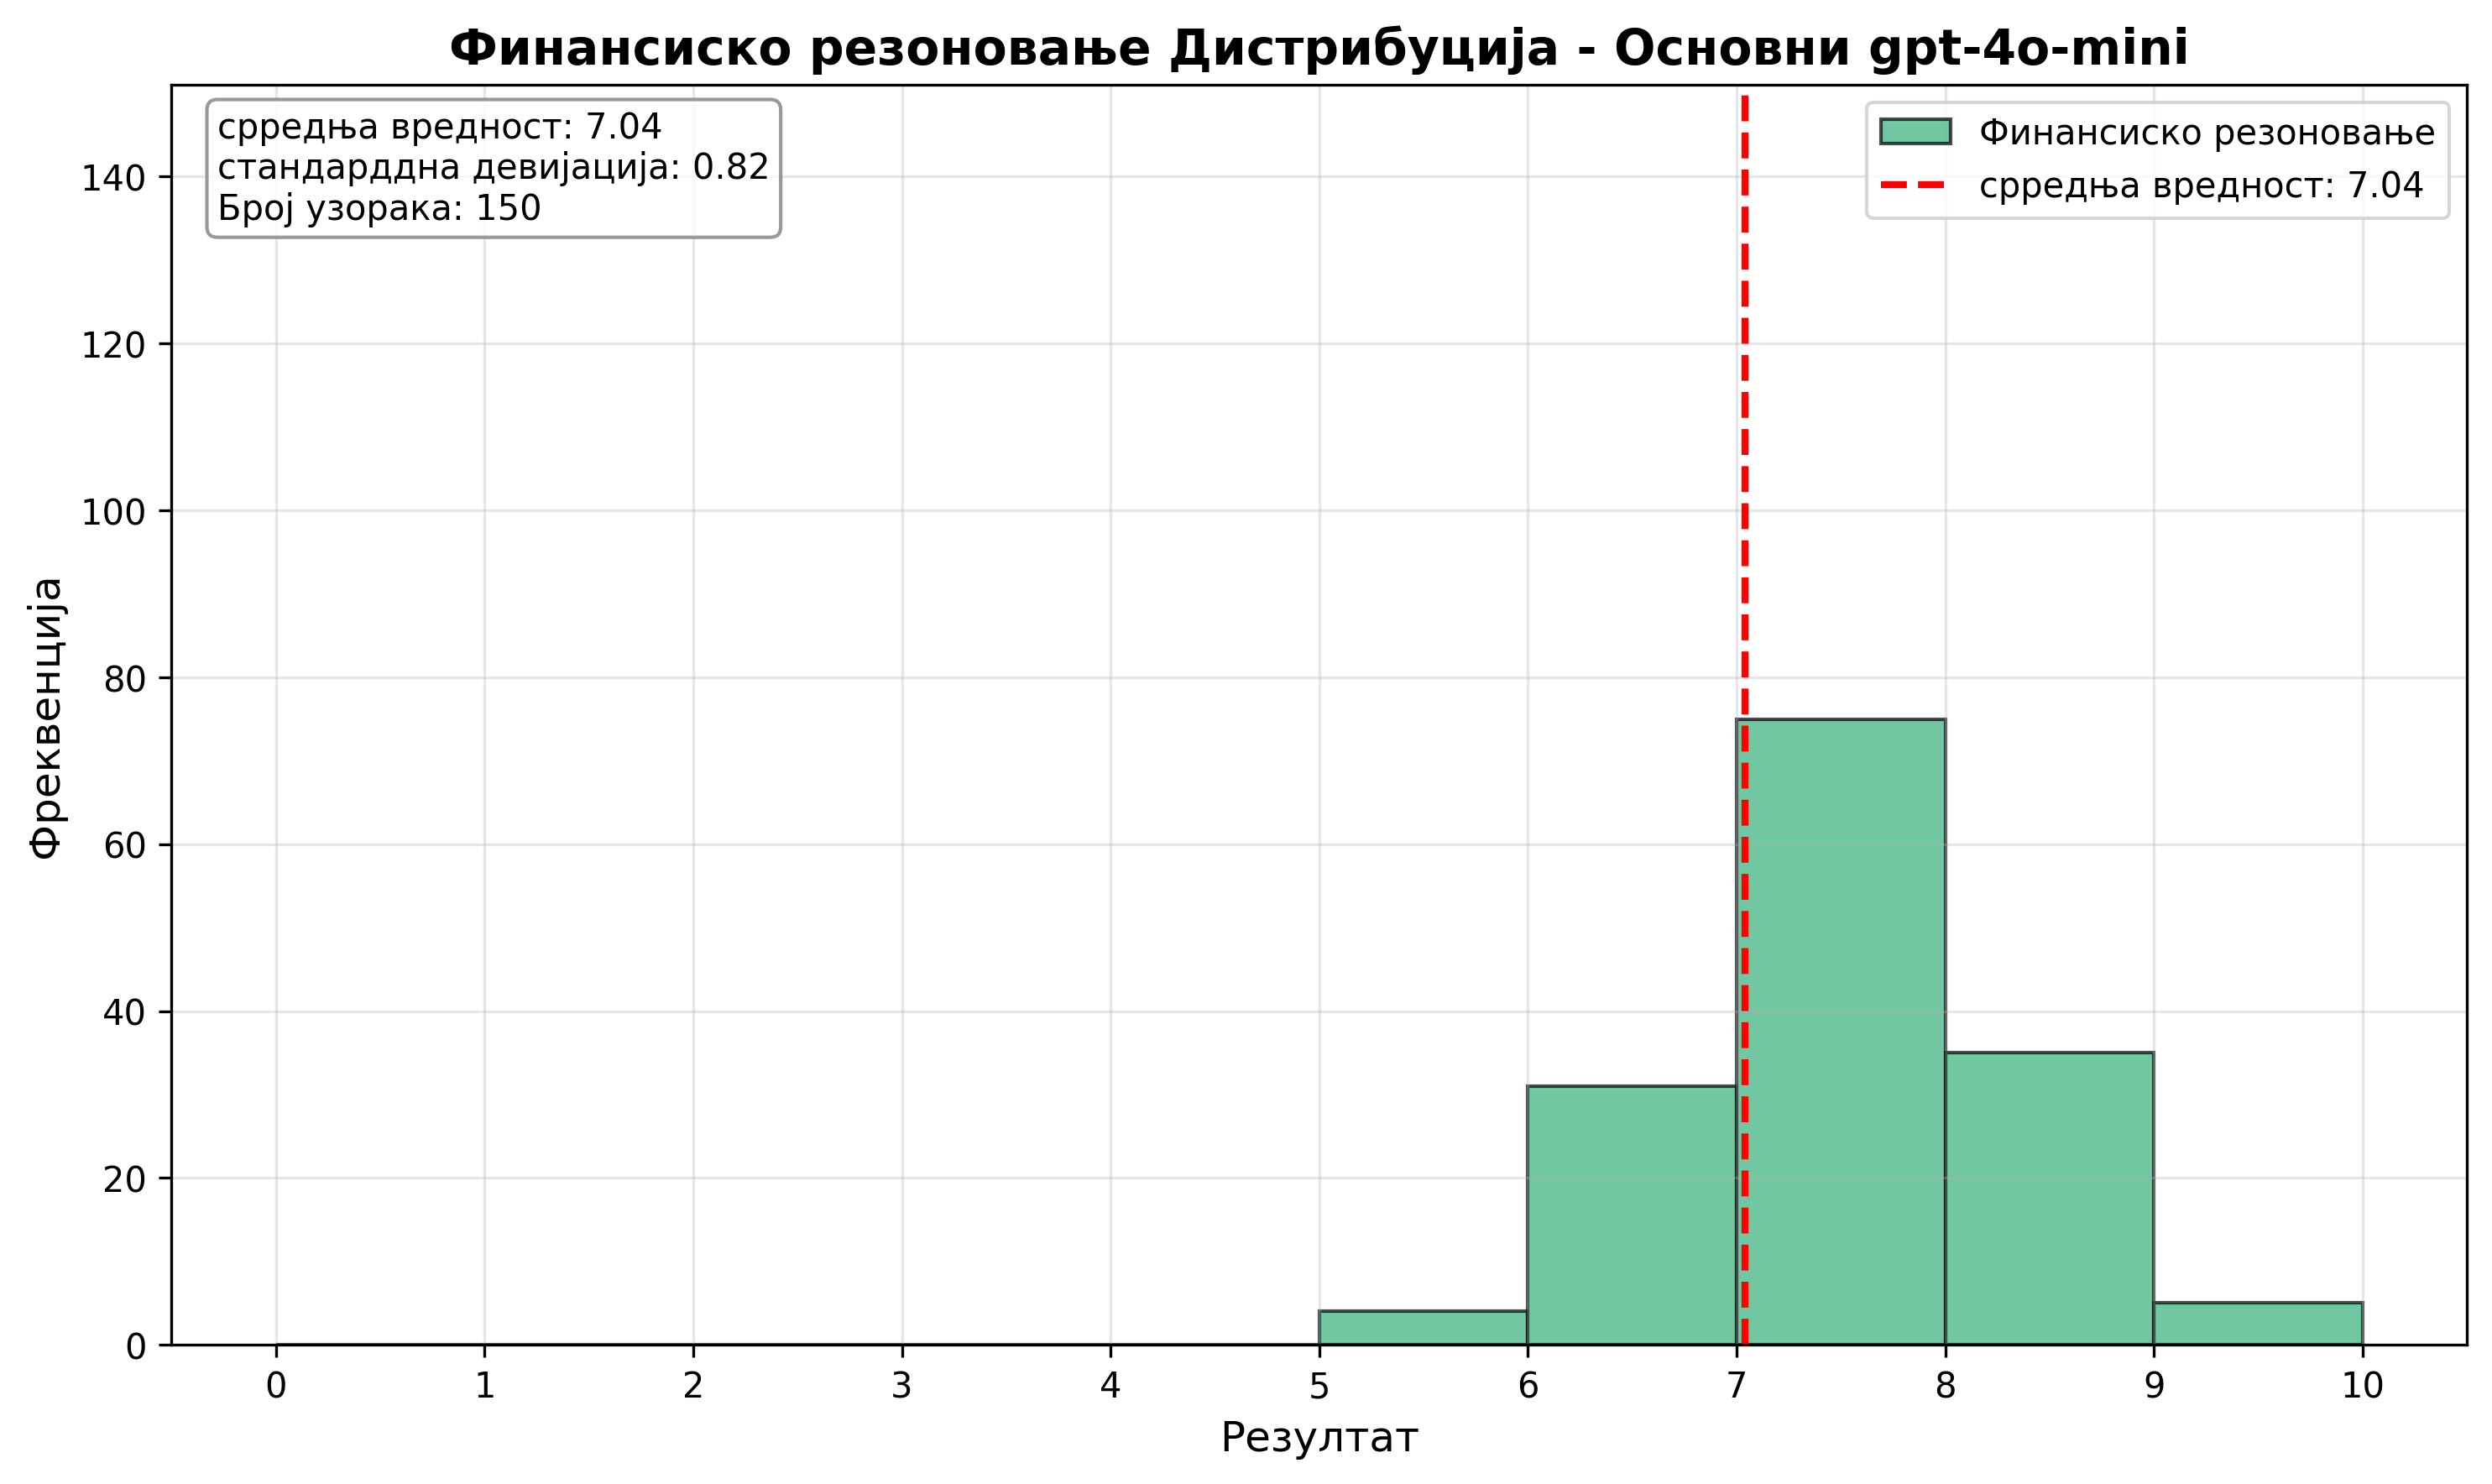 Финансиско резоновање Дистрибуција - Основни gpt-4o-mini
срредња вредност: 7.04
стандарддна девијација: 0.82
Број узорака: 150
Финансиско резоновање
срредња вредност: 7.04
Фреквенција
140
120
100
80
60
40
20
0
0 1 2 3 4 5 6 7 8 9 10
Резултат